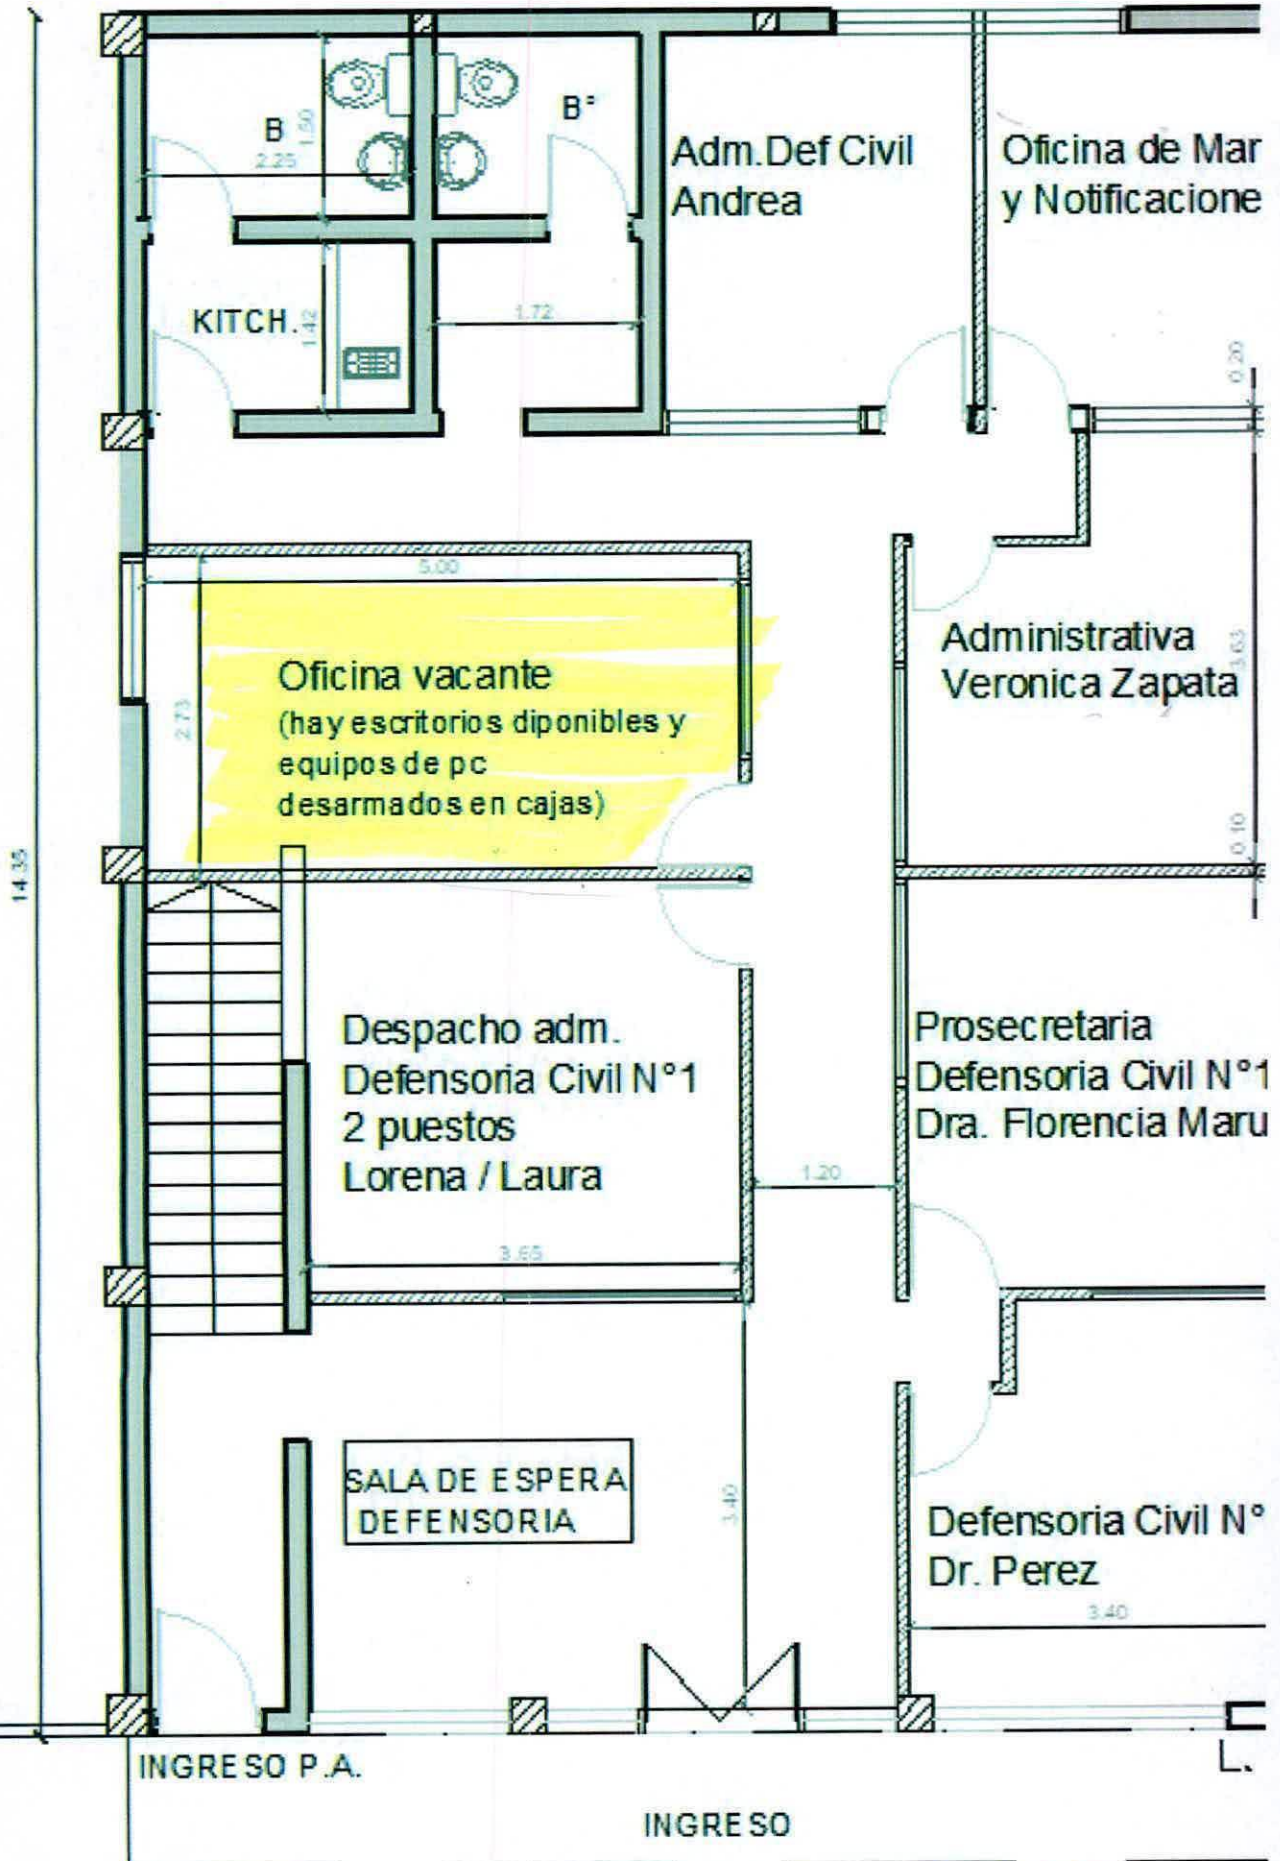 B
1.50
2.25
B°
Adm.Def Civil
Andrea
Oficina de Mar
y Notificacione
KITCH.
1.42
1.72
0.20
5.00
2.73
Oficina vacante
(hay escritorios diponibles y
equipos de pc
desarmados en cajas)
Administrativa
Veronica Zapata
3.63
0.10
14.35
Despacho adm.
Defensoria Civil N°1
2 puestos
Lorena / Laura
Prosecretaria
Defensoria Civil N°1
Dra. Florencia Maru
1.20
3.65
SALA DE ESPERA
DEFENSORIA
3.40
Defensoria Civil N°
Dr. Perez
3.40
INGRESO P.A.
L.
INGRESO